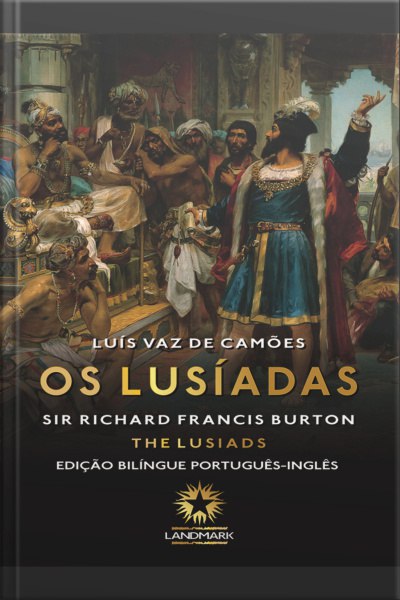 LUÍS VAZ DE CAMÕES
OS LUSÍADAS
SIR RICHARD FRANCIS BURTON
THE LUSIADS
EDIÇÃO BILÍNGUE PORTUGUÊS-INGLÊS
LANDMARK